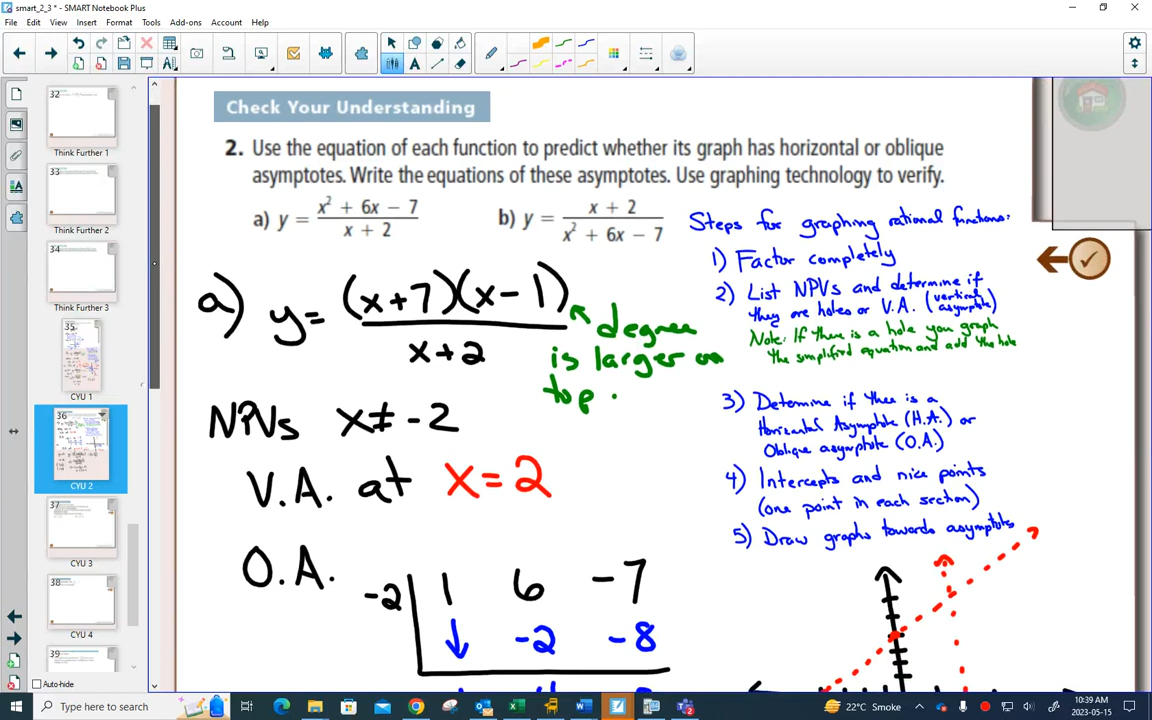 smart_2_3 * - SMART Notebook Plus
File Edit View Insert Format Tools Add-ons Account Help
32
Think Further 1
33
Think Further 2
34
Think Further 3
35
CYU 1
36
CYU 2
37
CYU 3
38
CYU 4
39
Auto-hide
Check Your Understanding
2. Use the equation of each function to predict whether its graph has horizontal or oblique
asymptotes. Write the equations of these asymptotes. Use graphing technology to verify.
a) y = (x² + 6x − 7)/(x + 2) b) y = (x + 2)/(x² + 6x − 7)
a) y = (x+7)(x-1)
x+2
degree
is larger on
top.
NPVs x ≠ -2
V.A. at x=2
O.A. -2 1 6 -7
↓ -2 -8
Steps for graphing rational functions:
1) Factor completely
2) List NPVs and determine if
they are holes or V.A. (vertical asymptote)
Note: If there is a hole you graph
the simplified equation and add the hole
3) Determine if there is a
Horizontal Asymptote (H.A.) or
Oblique asymptote (O.A.)
4) Intercepts and nice points
(one point in each section)
5) Draw graphs towards asymptotes
Type here to search
22°C Smoke
10:39 AM
2023-05-15